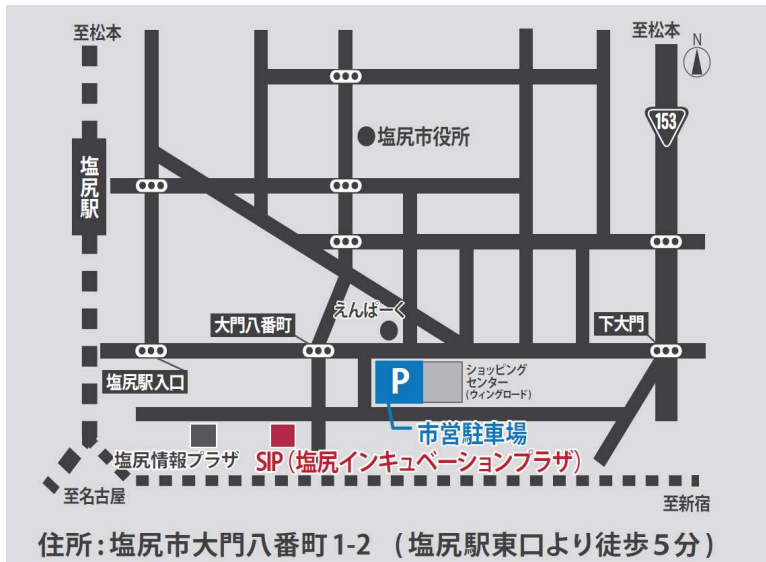 至松本
至松本
N
153
塩尻市役所
塩尻駅
えんぱーく
大門八番町
下大門
塩尻駅入口
P
ショッピング
センター
(ウィングロード)
市営駐車場
塩尻情報プラザ
SIP(塩尻インキュベーションプラザ)
至名古屋
至新宿
住所:塩尻市大門八番町1-2 (塩尻駅東口より徒歩5分)